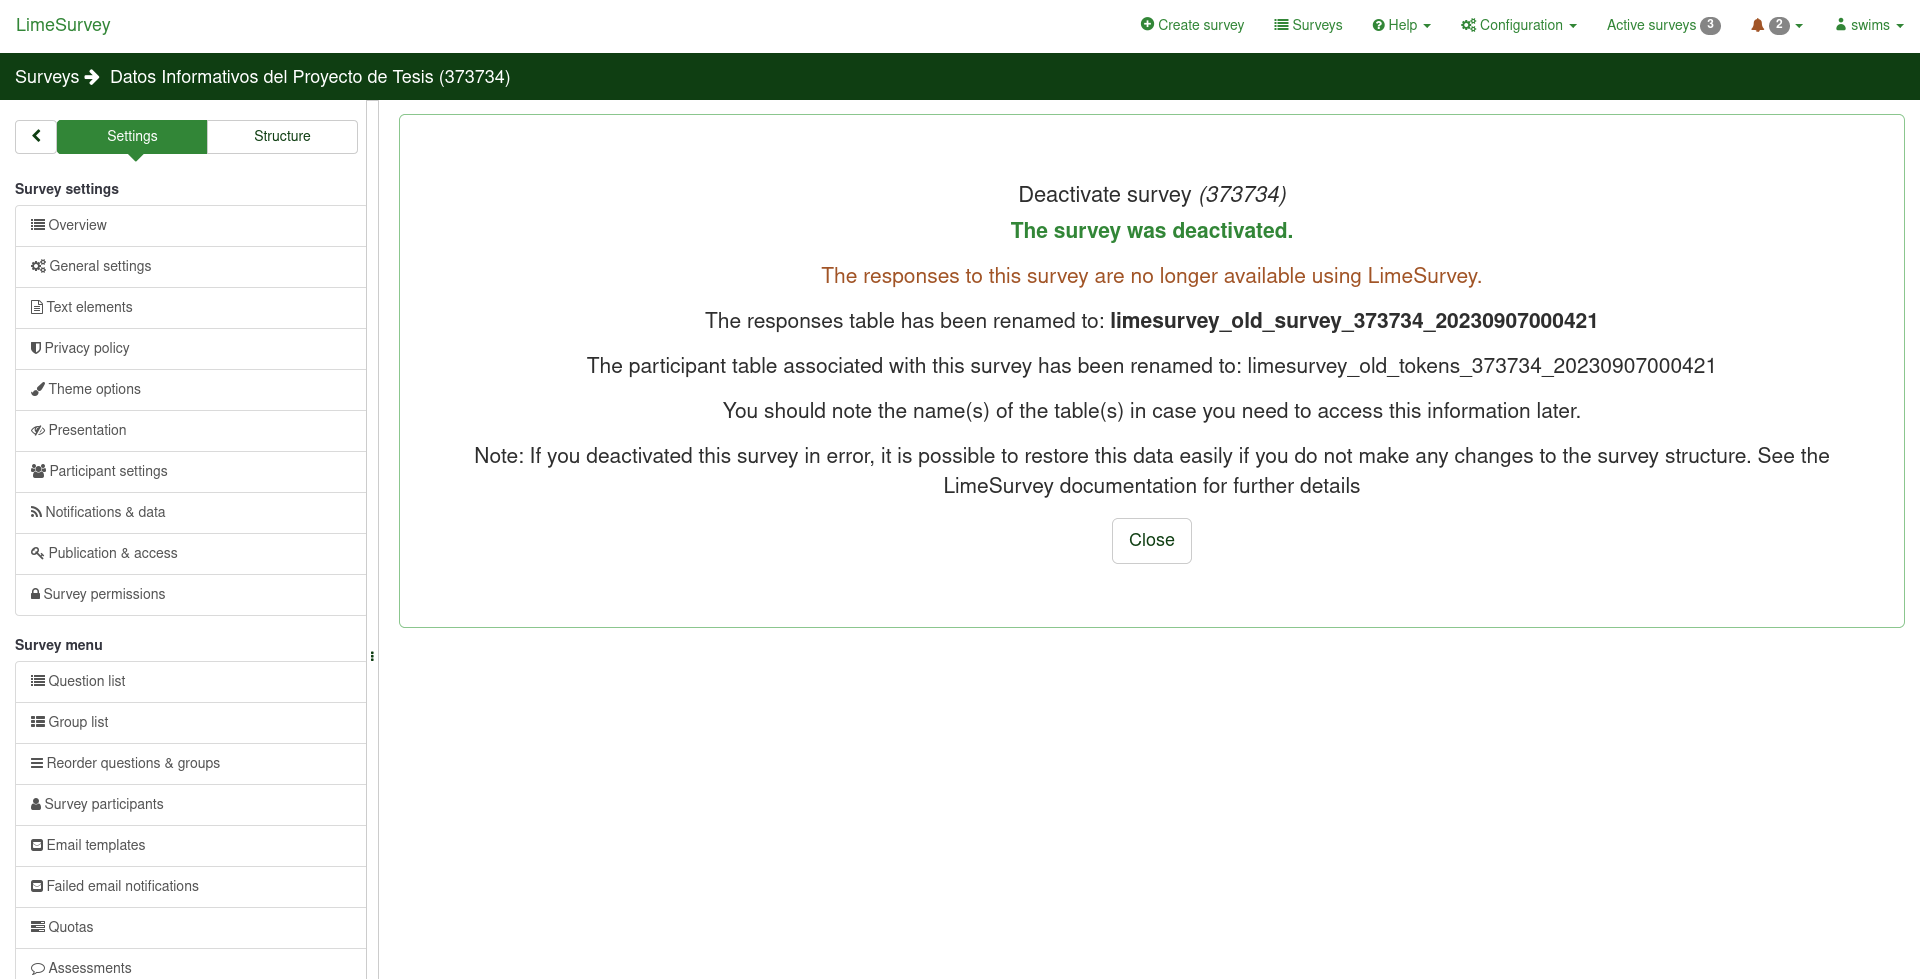 LimeSurvey
Create survey
Surveys
Help
Configuration
Active surveys 3
2
swims
Surveys Datos Informativos del Proyecto de Tesis (373734)
Settings
Structure
Survey settings
Overview
General settings
Text elements
Privacy policy
Theme options
Presentation
Participant settings
Notifications & data
Publication & access
Survey permissions
Survey menu
Question list
Group list
Reorder questions & groups
Survey participants
Email templates
Failed email notifications
Quotas
Assessments
Deactivate survey (373734)
The survey was deactivated.
The responses to this survey are no longer available using LimeSurvey.
The responses table has been renamed to: limesurvey_old_survey_373734_20230907000421
The participant table associated with this survey has been renamed to: limesurvey_old_tokens_373734_20230907000421
You should note the name(s) of the table(s) in case you need to access this information later.
Note: If you deactivated this survey in error, it is possible to restore this data easily if you do not make any changes to the survey structure. See the
LimeSurvey documentation for further details
Close